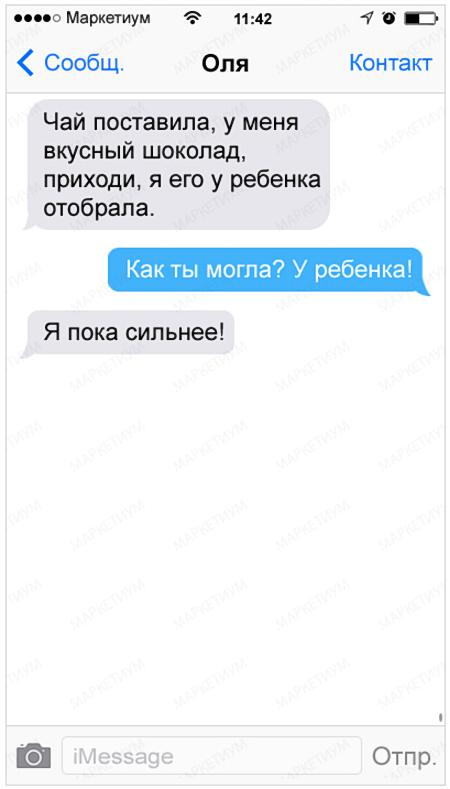 Маркетиум 11:42
Сообщ. Оля Контакт
Чай поставила, у меня
вкусный шоколад,
приходи, я его у ребенка
отобрала.
Как ты могла? У ребенка!
Я пока сильнее!
iMessage Отпр.
МАРКЕТИУМ